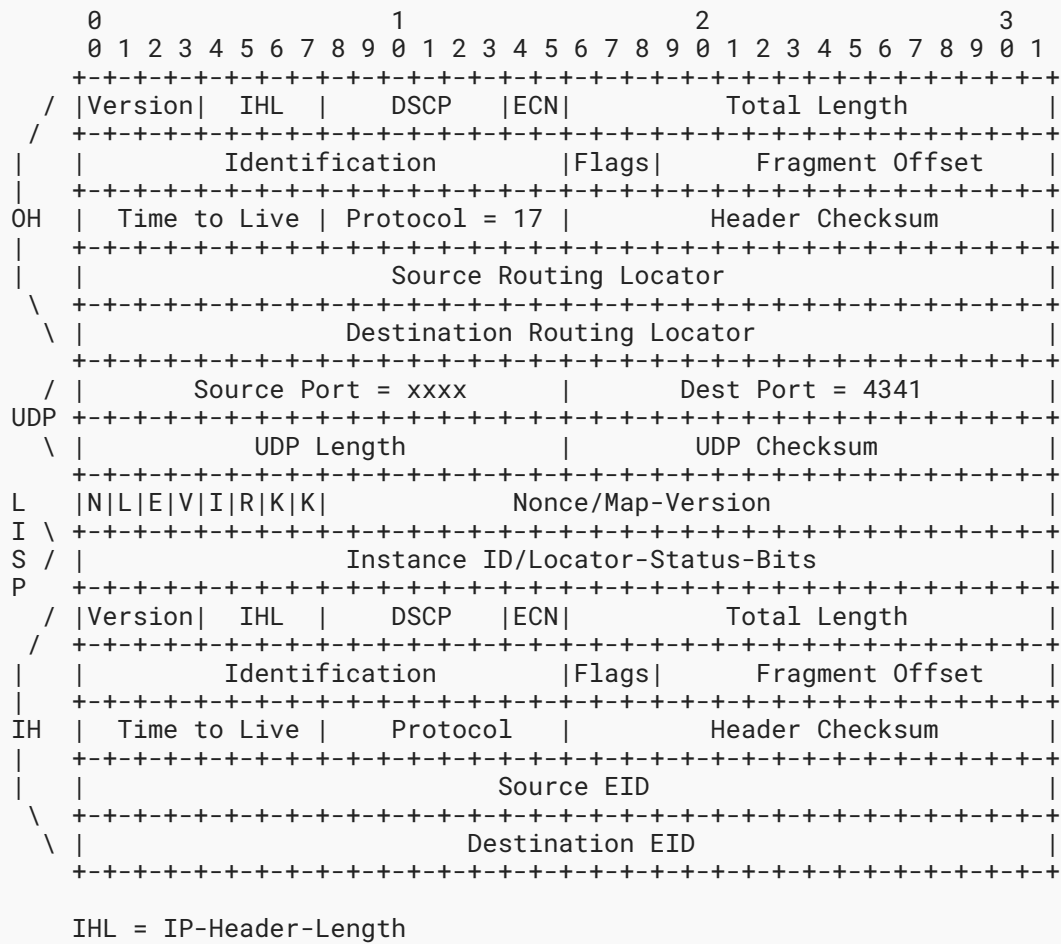 0                   1                   2                   3
     0 1 2 3 4 5 6 7 8 9 0 1 2 3 4 5 6 7 8 9 0 1 2 3 4 5 6 7 8 9 0 1
    +-+-+-+-+-+-+-+-+-+-+-+-+-+-+-+-+-+-+-+-+-+-+-+-+-+-+-+-+-+-+-+-+
  / |Version|  IHL  |    DSCP   |ECN|          Total Length         |
 /  +-+-+-+-+-+-+-+-+-+-+-+-+-+-+-+-+-+-+-+-+-+-+-+-+-+-+-+-+-+-+-+-+
|   |         Identification        |Flags|      Fragment Offset    |
|   +-+-+-+-+-+-+-+-+-+-+-+-+-+-+-+-+-+-+-+-+-+-+-+-+-+-+-+-+-+-+-+-+
OH  |  Time to Live | Protocol = 17 |         Header Checksum       |
|   +-+-+-+-+-+-+-+-+-+-+-+-+-+-+-+-+-+-+-+-+-+-+-+-+-+-+-+-+-+-+-+-+
|   |                    Source Routing Locator                     |
 \  +-+-+-+-+-+-+-+-+-+-+-+-+-+-+-+-+-+-+-+-+-+-+-+-+-+-+-+-+-+-+-+-+
  \ |                 Destination Routing Locator                   |
    +-+-+-+-+-+-+-+-+-+-+-+-+-+-+-+-+-+-+-+-+-+-+-+-+-+-+-+-+-+-+-+-+
  / |       Source Port = xxxx      |       Dest Port = 4341        |
UDP +-+-+-+-+-+-+-+-+-+-+-+-+-+-+-+-+-+-+-+-+-+-+-+-+-+-+-+-+-+-+-+-+
  \ |           UDP Length          |        UDP Checksum           |
    +-+-+-+-+-+-+-+-+-+-+-+-+-+-+-+-+-+-+-+-+-+-+-+-+-+-+-+-+-+-+-+-+
L   |N|L|E|V|I|R|K|K|            Nonce/Map-Version                  |
I \ +-+-+-+-+-+-+-+-+-+-+-+-+-+-+-+-+-+-+-+-+-+-+-+-+-+-+-+-+-+-+-+-+
S / |                 Instance ID/Locator-Status-Bits               |
P   +-+-+-+-+-+-+-+-+-+-+-+-+-+-+-+-+-+-+-+-+-+-+-+-+-+-+-+-+-+-+-+-+
  / |Version|  IHL  |    DSCP   |ECN|          Total Length         |
 /  +-+-+-+-+-+-+-+-+-+-+-+-+-+-+-+-+-+-+-+-+-+-+-+-+-+-+-+-+-+-+-+-+
|   |         Identification        |Flags|      Fragment Offset    |
|   +-+-+-+-+-+-+-+-+-+-+-+-+-+-+-+-+-+-+-+-+-+-+-+-+-+-+-+-+-+-+-+-+
IH  |  Time to Live |    Protocol   |         Header Checksum       |
|   +-+-+-+-+-+-+-+-+-+-+-+-+-+-+-+-+-+-+-+-+-+-+-+-+-+-+-+-+-+-+-+-+
|   |                           Source EID                          |
 \  +-+-+-+-+-+-+-+-+-+-+-+-+-+-+-+-+-+-+-+-+-+-+-+-+-+-+-+-+-+-+-+-+
  \ |                         Destination EID                       |
    +-+-+-+-+-+-+-+-+-+-+-+-+-+-+-+-+-+-+-+-+-+-+-+-+-+-+-+-+-+-+-+-+

    IHL = IP-Header-Length